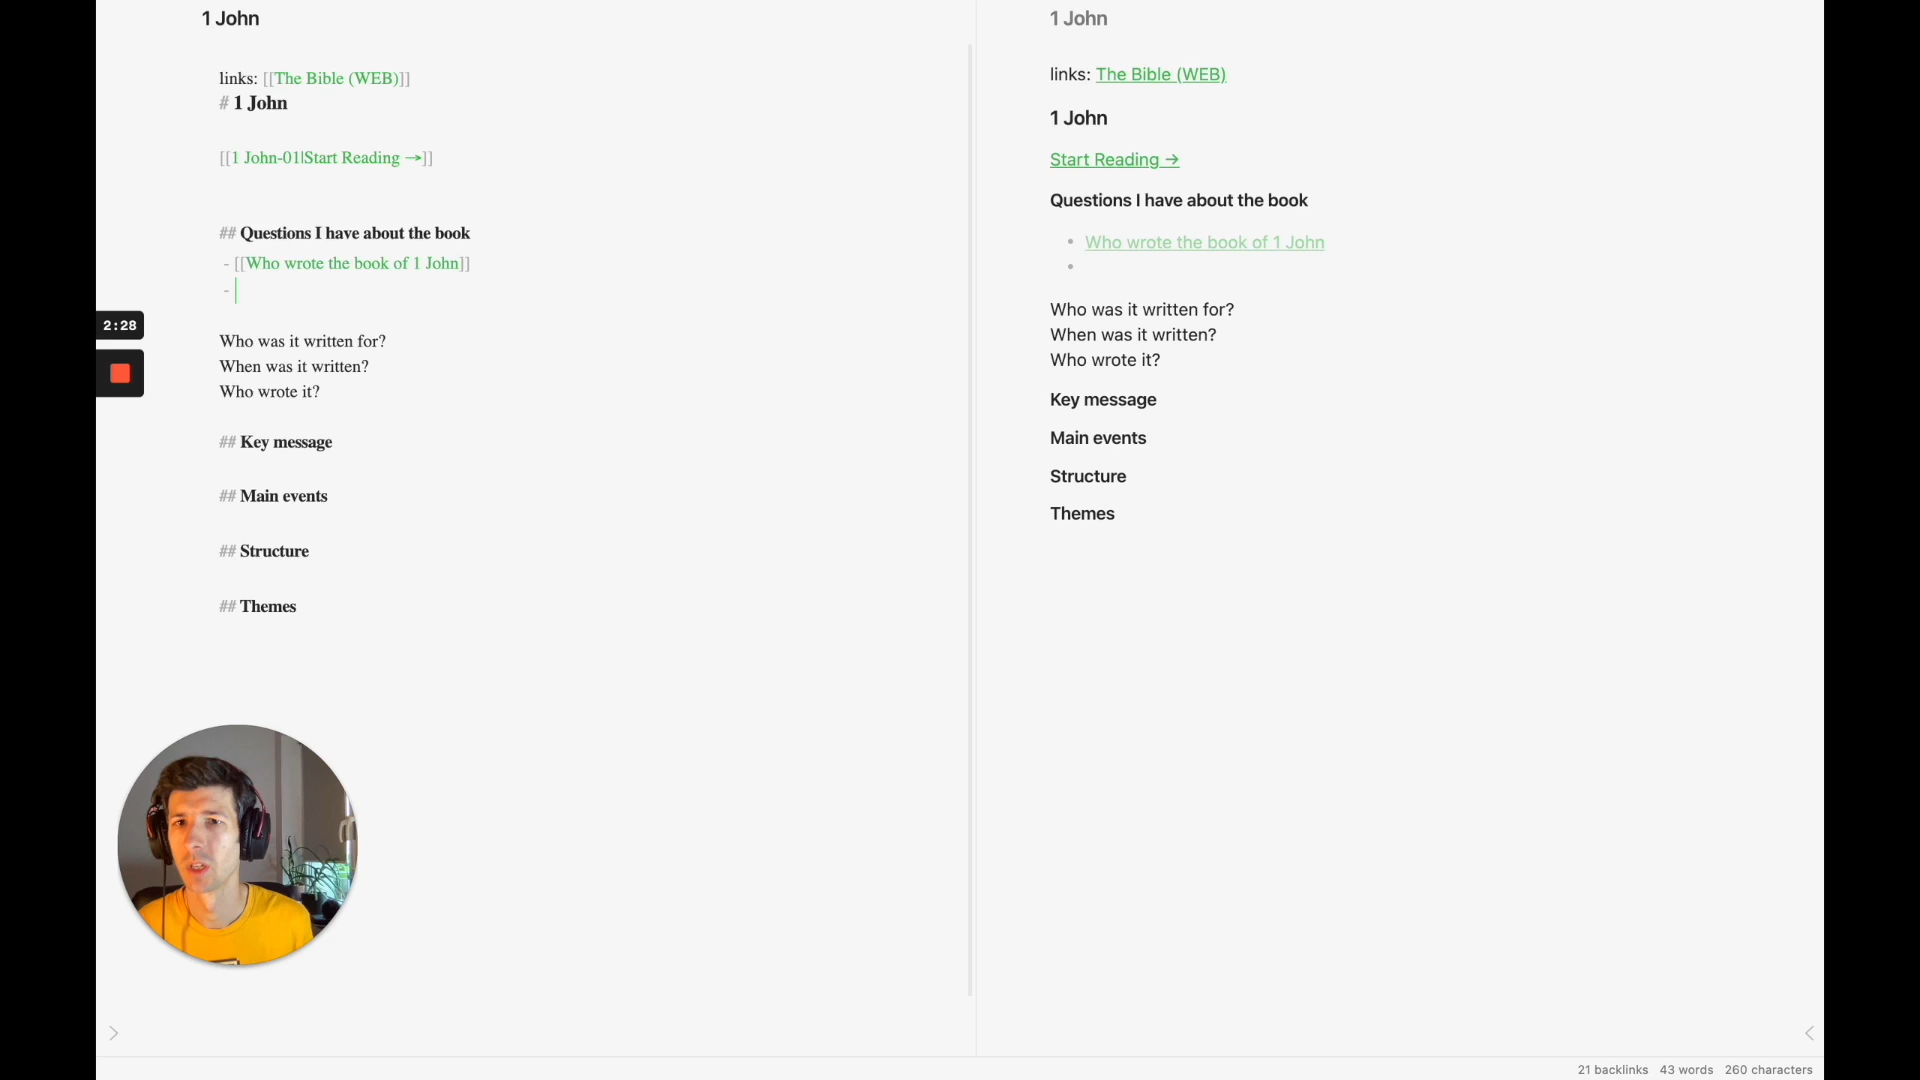 1 John
links: [[The Bible (WEB)]]
# 1 John
[[1 John-01|Start Reading →]]
## Questions I have about the book
- [[Who wrote the book of 1 John]]
-
Who was it written for?
When was it written?
Who wrote it?
## Key message
## Main events
## Structure
## Themes
2:28
1 John
links: The Bible (WEB)
1 John
Start Reading →
Questions I have about the book
• Who wrote the book of 1 John
•
Who was it written for?
When was it written?
Who wrote it?
Key message
Main events
Structure
Themes
21 backlinks 43 words 260 characters